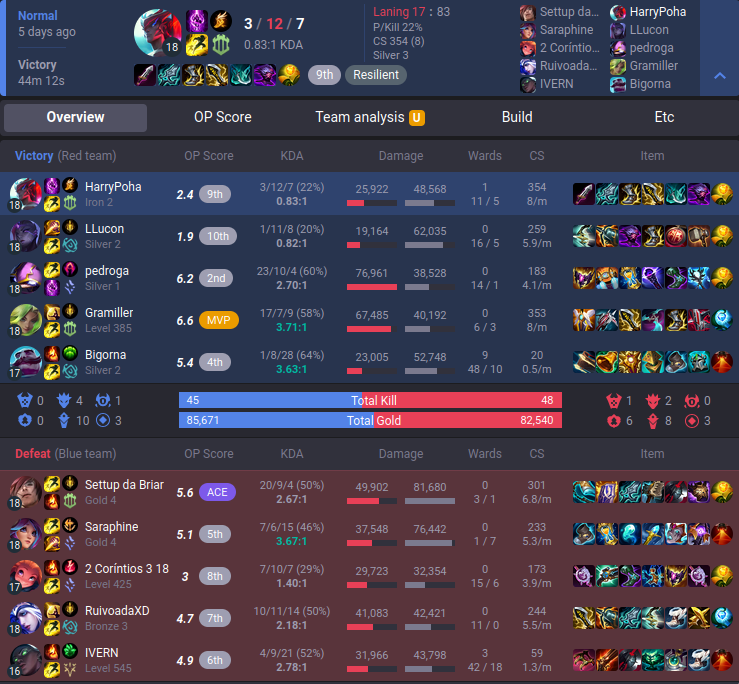 Normal
5 days ago
Victory
44m 12s
18
3 / 12 / 7
0.83:1 KDA
9th Resilient
Laning 17 : 83
P/Kill 22%
CS 354 (8)
Silver 3
Settup da... HarryPoha
Saraphine LLucon
2 Coríntio... pedroga
Ruivoada... Gramiller
IVERN Bigorna
Overview OP Score Team analysis U Build Etc
Victory (Red team) OP Score KDA Damage Wards CS Item
HarryPoha 3/12/7 (22%) 25,922 48,568 1 354
18 Iron 2 2.4 9th 0.83:1 11 / 5 8/m
LLucon 1/11/8 (20%) 19,164 62,035 0 259
18 Silver 2 1.9 10th 0.82:1 16 / 5 5.9/m
pedroga 23/10/4 (60%) 76,961 38,528 0 183
18 Silver 1 6.2 2nd 2.70:1 14 / 1 4.1/m
Gramiller 17/7/9 (58%) 67,485 40,192 0 353
18 Level 385 6.6 MVP 3.71:1 6 / 3 8/m
Bigorna 1/8/28 (64%) 23,005 52,748 9 20
17 Silver 2 5.4 4th 3.63:1 48 / 10 0.5/m
0 4 1 45 Total Kill 48 1 2 0
0 10 3 85,671 Total Gold 82,540 6 8 3
Defeat (Blue team) OP Score KDA Damage Wards CS Item
Settup da Briar 20/9/4 (50%) 49,902 81,680 0 301
18 Gold 4 5.6 ACE 2.67:1 3 / 1 6.8/m
Saraphine 7/6/15 (46%) 37,548 76,442 0 233
18 Gold 4 5.1 5th 3.67:1 1 / 7 5.3/m
2 Coríntios 3 18 7/10/7 (29%) 29,723 32,354 0 173
17 Level 425 3 8th 1.40:1 15 / 6 3.9/m
RuivoadaXD 10/11/14 (50%) 41,083 42,421 0 244
18 Bronze 3 4.7 7th 2.18:1 11 / 0 5.5/m
IVERN 4/9/21 (52%) 31,966 43,798 3 59
16 Level 545 4.9 6th 2.78:1 42 / 18 1.3/m